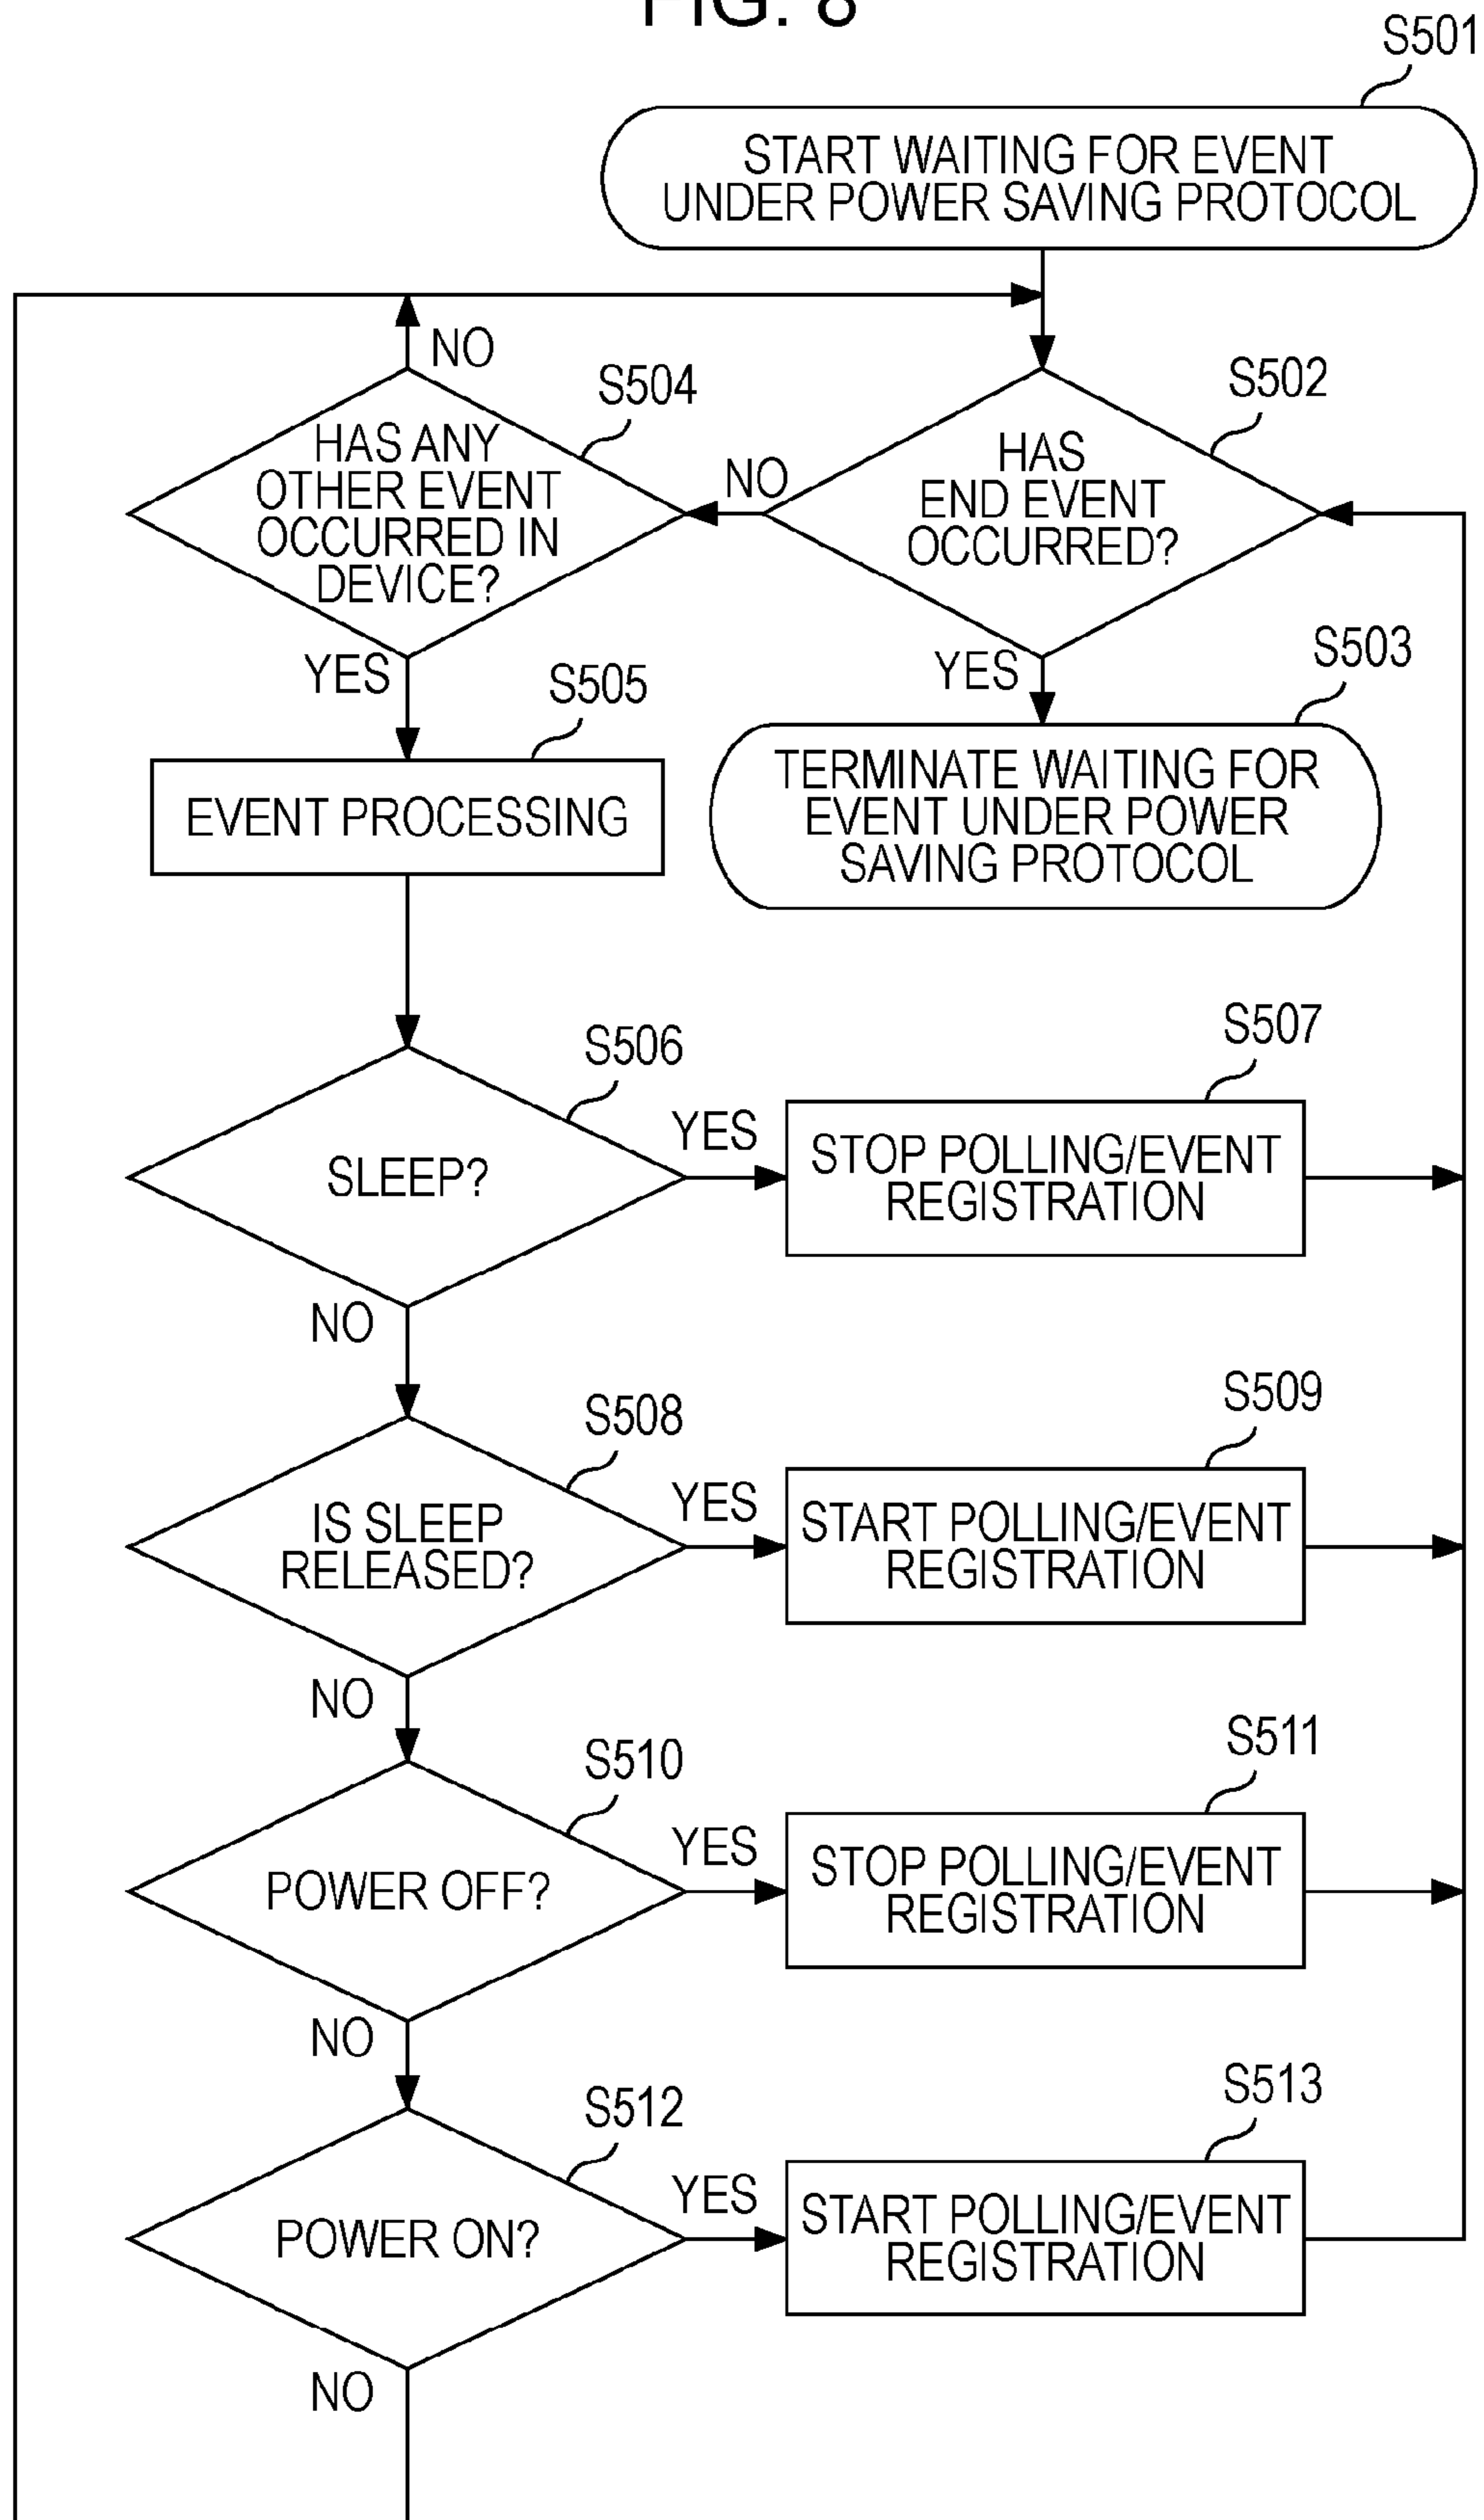 FIG. 8
S501
START WAITING FOR EVENT
UNDER POWER SAVING PROTOCOL
NO
S504
HAS ANY
OTHER EVENT
OCCURRED IN
DEVICE?
NO
S502
HAS
END EVENT
OCCURRED?
YES
S505
EVENT PROCESSING
YES
S503
TERMINATE WAITING FOR
EVENT UNDER POWER
SAVING PROTOCOL
S506
SLEEP?
YES
S507
STOP POLLING/EVENT
REGISTRATION
NO
S508
IS SLEEP
RELEASED?
YES
S509
START POLLING/EVENT
REGISTRATION
NO
S510
POWER OFF?
YES
S511
STOP POLLING/EVENT
REGISTRATION
NO
S512
POWER ON?
YES
S513
START POLLING/EVENT
REGISTRATION
NO